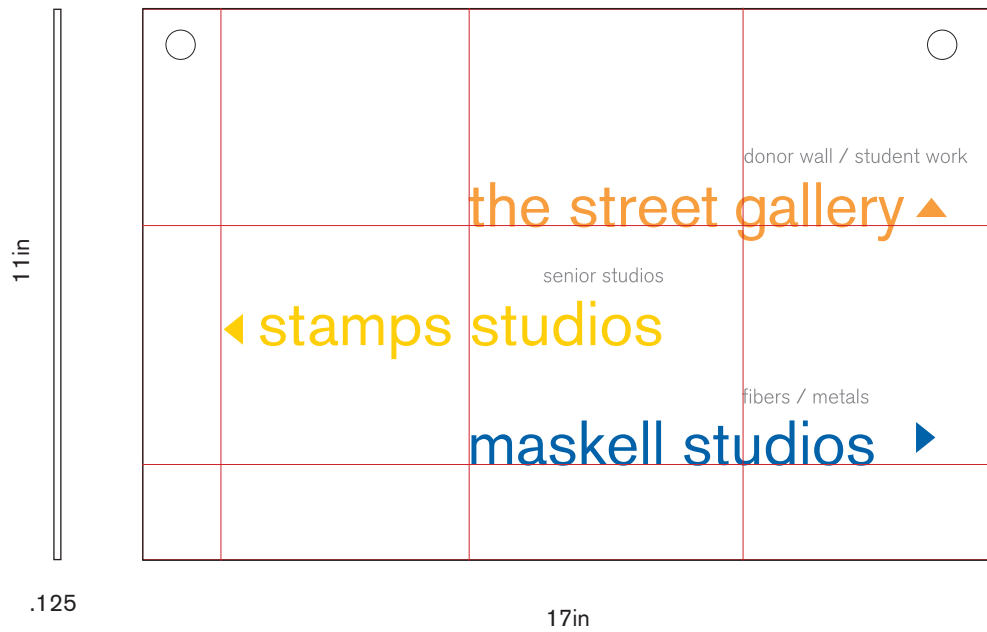 donor wall / student work
the street gallery
senior studios
stamps studios
fibers / metals
maskell studios
11in
.125
17in